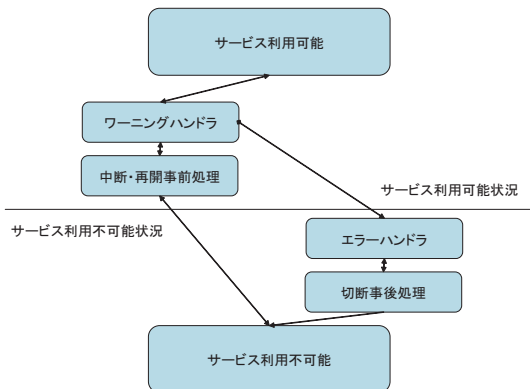 サービス利用可能
ワーニングハンドラ
中断・再開事前処理
サービス利用可能状況
サービス利用不可能状況
エラーハンドラ
切断事後処理
サービス利用不可能